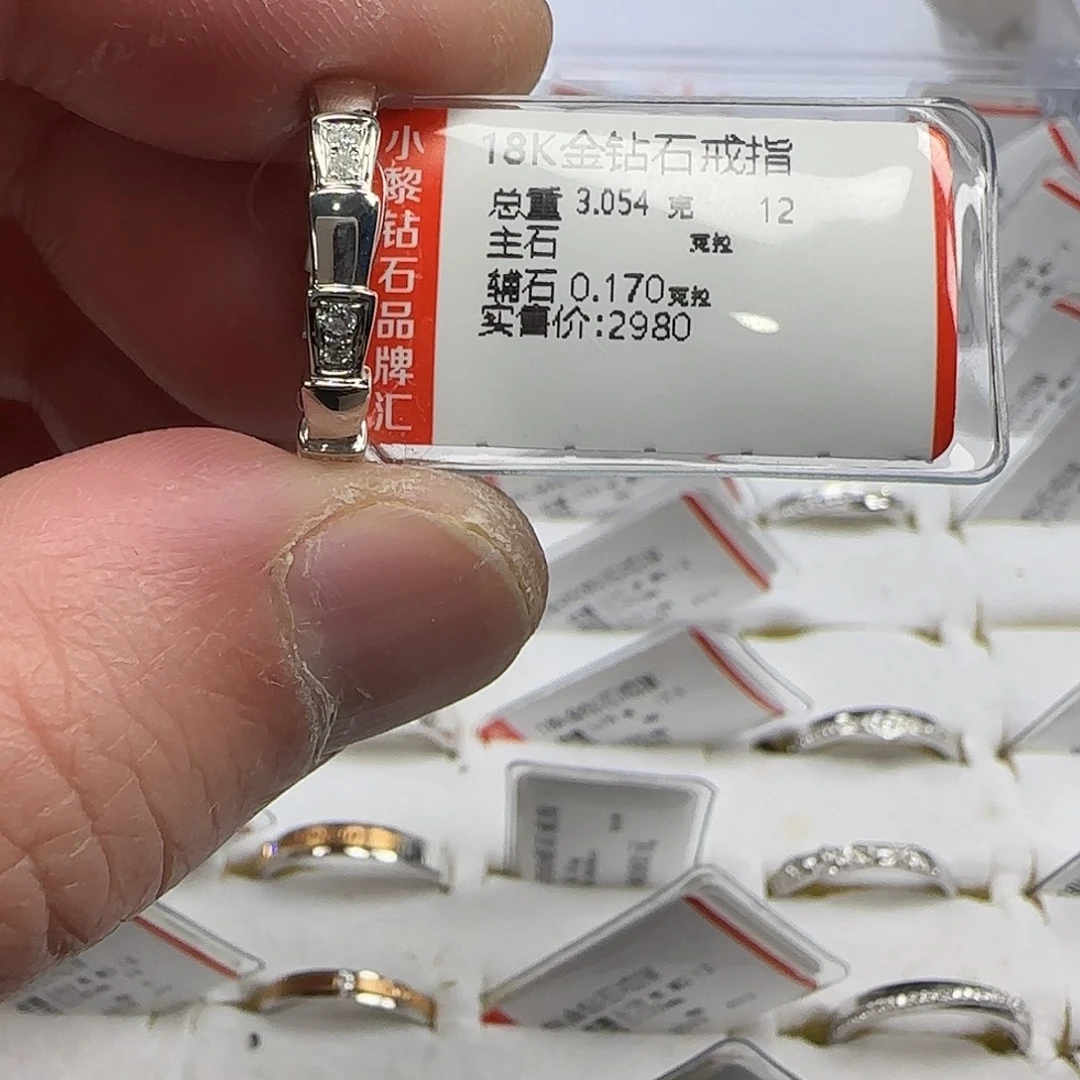 小黎钻石品牌汇
18K金钻石戒指
总重 3.054 克 12
主石 克拉
辅石 0.170克拉
实售价:2980